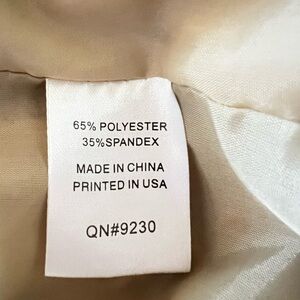 65% POLYESTER
35%SPANDEX
MADE IN CHINA
PRINTED IN USA
QN#9230